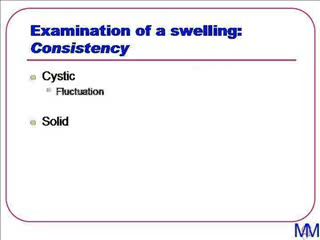 Examination of a swelling:
Consistency
Cystic
Fluctuation
Solid
MM